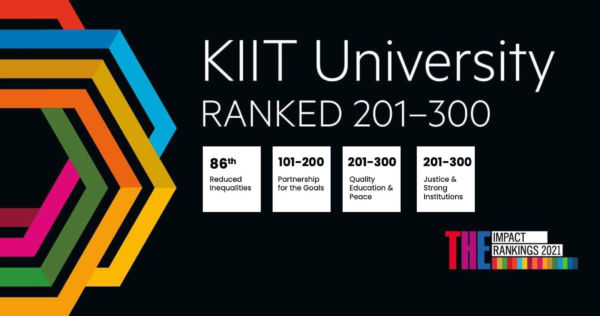 KIIT University
RANKED 201–300
86th
Reduced
Inequalities
101-200
Partnership
for the Goals
201-300
Quality
Education &
Peace
201-300
Justice &
Strong
Institutions
THE IMPACT
RANKINGS 2021